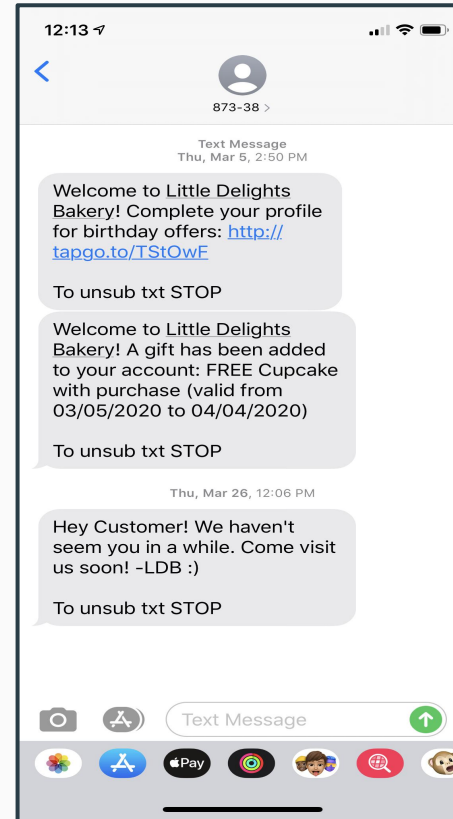 12:13
873-38 >
Text Message
Thu, Mar 5, 2:50 PM
Welcome to Little Delights
Bakery! Complete your profile
for birthday offers: http://
tapgo.to/TStOwF
To unsub txt STOP
Welcome to Little Delights
Bakery! A gift has been added
to your account: FREE Cupcake
with purchase (valid from
03/05/2020 to 04/04/2020)
To unsub txt STOP
Thu, Mar 26, 12:06 PM
Hey Customer! We haven't
seem you in a while. Come visit
us soon! -LDB :)
To unsub txt STOP
Text Message
Pay